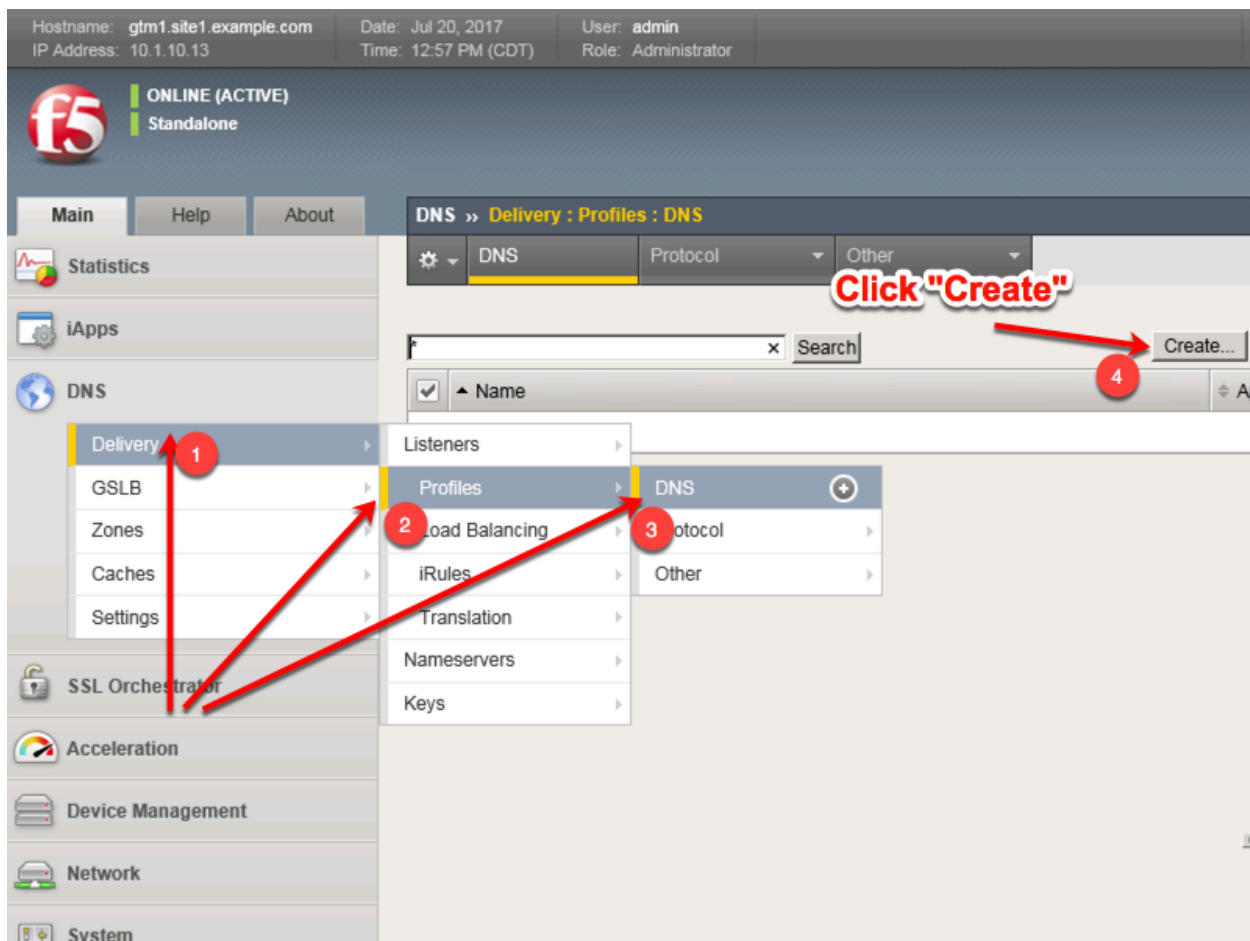 Hostname: gtm1.site1.example.com Date: Jul 20, 2017 User: admin
IP Address: 10.1.10.13 Time: 12:57 PM (CDT) Role: Administrator
f5
ONLINE (ACTIVE)
Standalone
Main Help About
DNS ›› Delivery : Profiles : DNS
DNS Protocol Other
Click "Create"
Statistics
iApps
* × Search Create...
4
Name
DNS
Delivery 1
GSLB
Zones
Caches
Settings
Listeners
Profiles
2 Load Balancing
iRules
Translation
Nameservers
Keys
DNS
3
Other
SSL Orchestrator
Acceleration
Device Management
Network
System